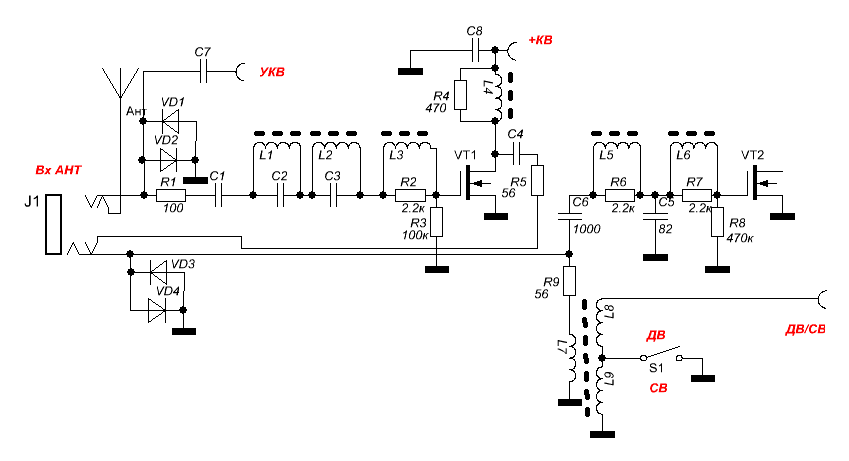 C8
+КВ
C7
УКВ
R4
470
L4
VD1
Ант
VD2
C4
L1
L2
L3
VT1
L5
L6
VT2
Вх АНТ
R1
100
C1
C2
C3
R2
2.2к
R5
56
R6
2.2к
R7
2.2к
J1
C6
1000
C5
82
R3
100к
R8
470к
VD3
VD4
R9
56
L8
ДВ/СВ
ДВ
L7
S1
L9
СВ